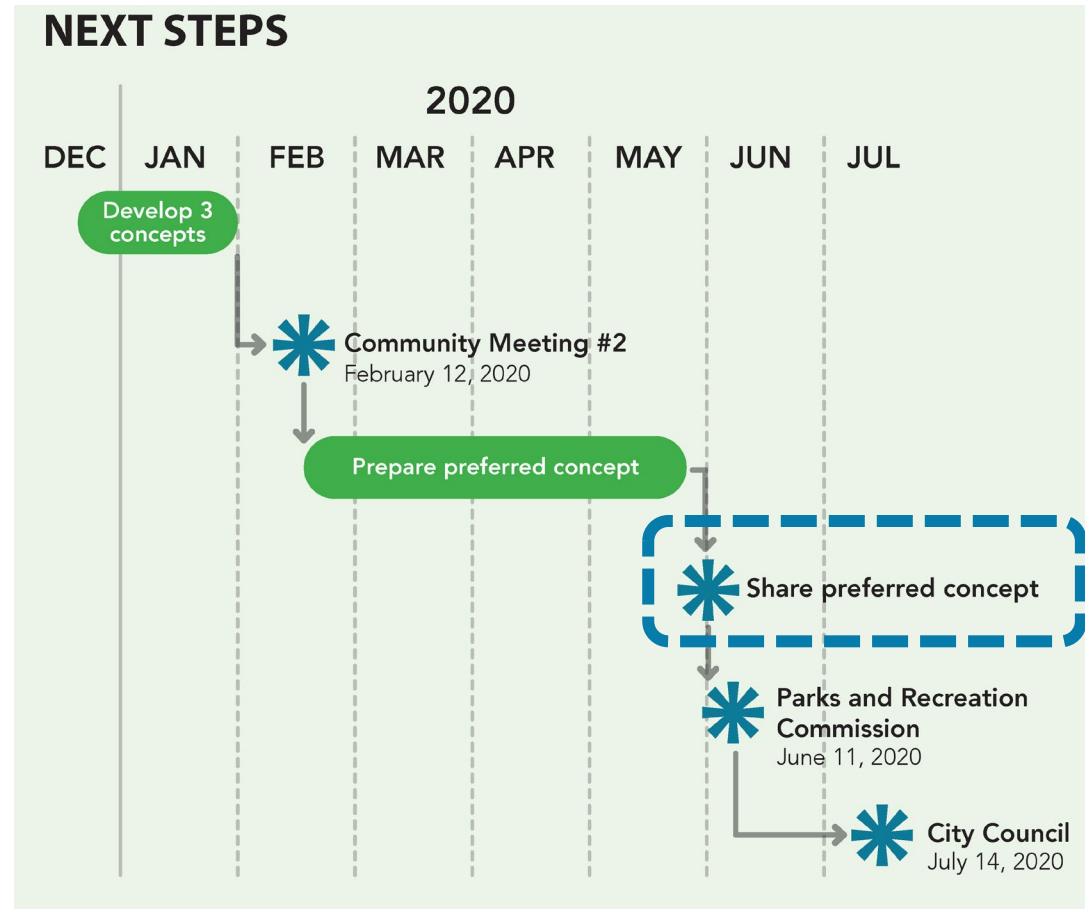 NEXT STEPS
2020
DEC JAN FEB MAR APR MAY JUN JUL
Develop 3
concepts
Community Meeting #2
February 12, 2020
Prepare preferred concept
Share preferred concept
Parks and Recreation
Commission
June 11, 2020
City Council
July 14, 2020